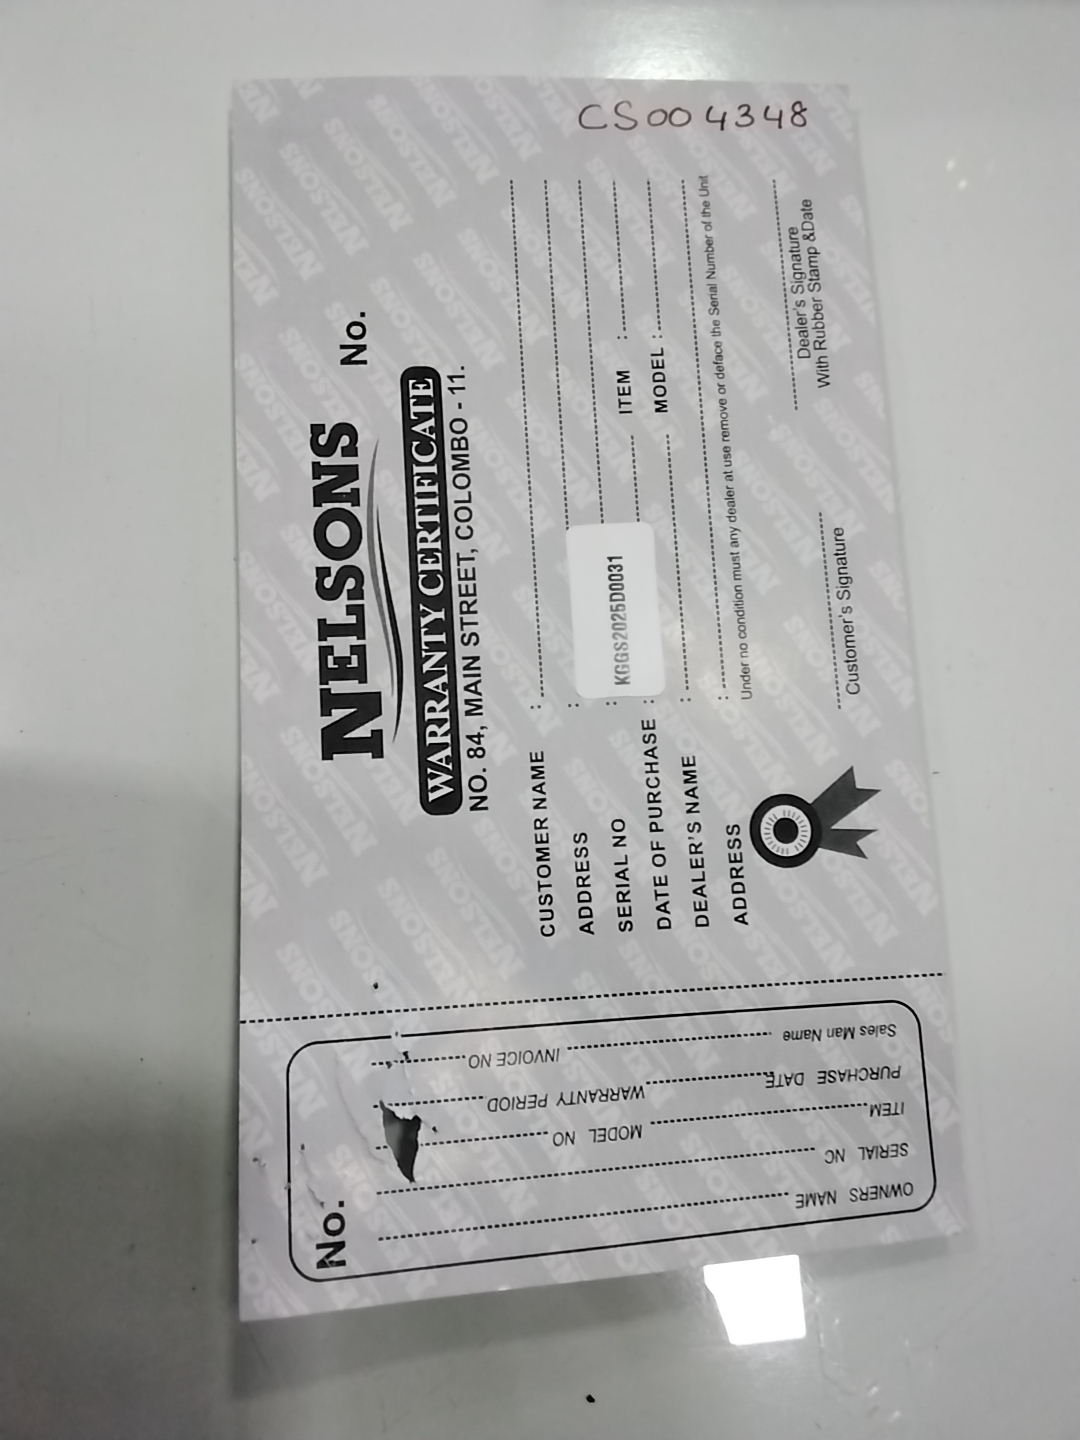 CS004348
NELSONS
No.
WARRANTY CERTIFICATE
NO. 84, MAIN STREET, COLOMBO - 11.
CUSTOMER NAME :
ADDRESS :
SERIAL NO : KGGS2025D0031 ITEM :
DATE OF PURCHASE : MODEL :
DEALER'S NAME :
ADDRESS :
Under no condition must any dealer at use remove or deface the Serial Number of the Unit
Customer's Signature
Dealer's Signature
With Rubber Stamp &Date
No.
OWNERS NAME
SERIAL NC
ITEM MODEL NO
PURCHASE DATE WARRANTY PERIOD
Sales Man Name INVOICE NO